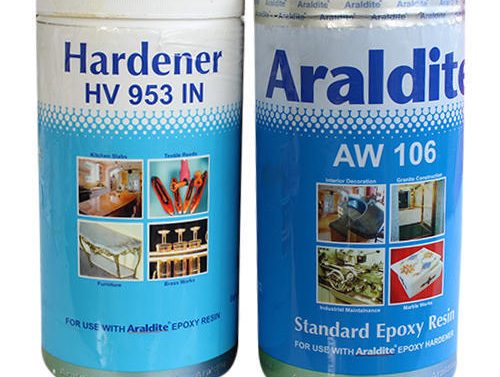 Hardener
HV 953 IN
Kitchen Slabs
Textile Reeds
Furniture
Brass Works
FOR USE WITH Araldite® EPOXY RESIN
Araldite
AW 106
Interior Decoration
Granite Construction
Industrial Maintainance
Marble Works
Standard Epoxy Resin
FOR USE WITH Araldite® EPOXY HARDENER